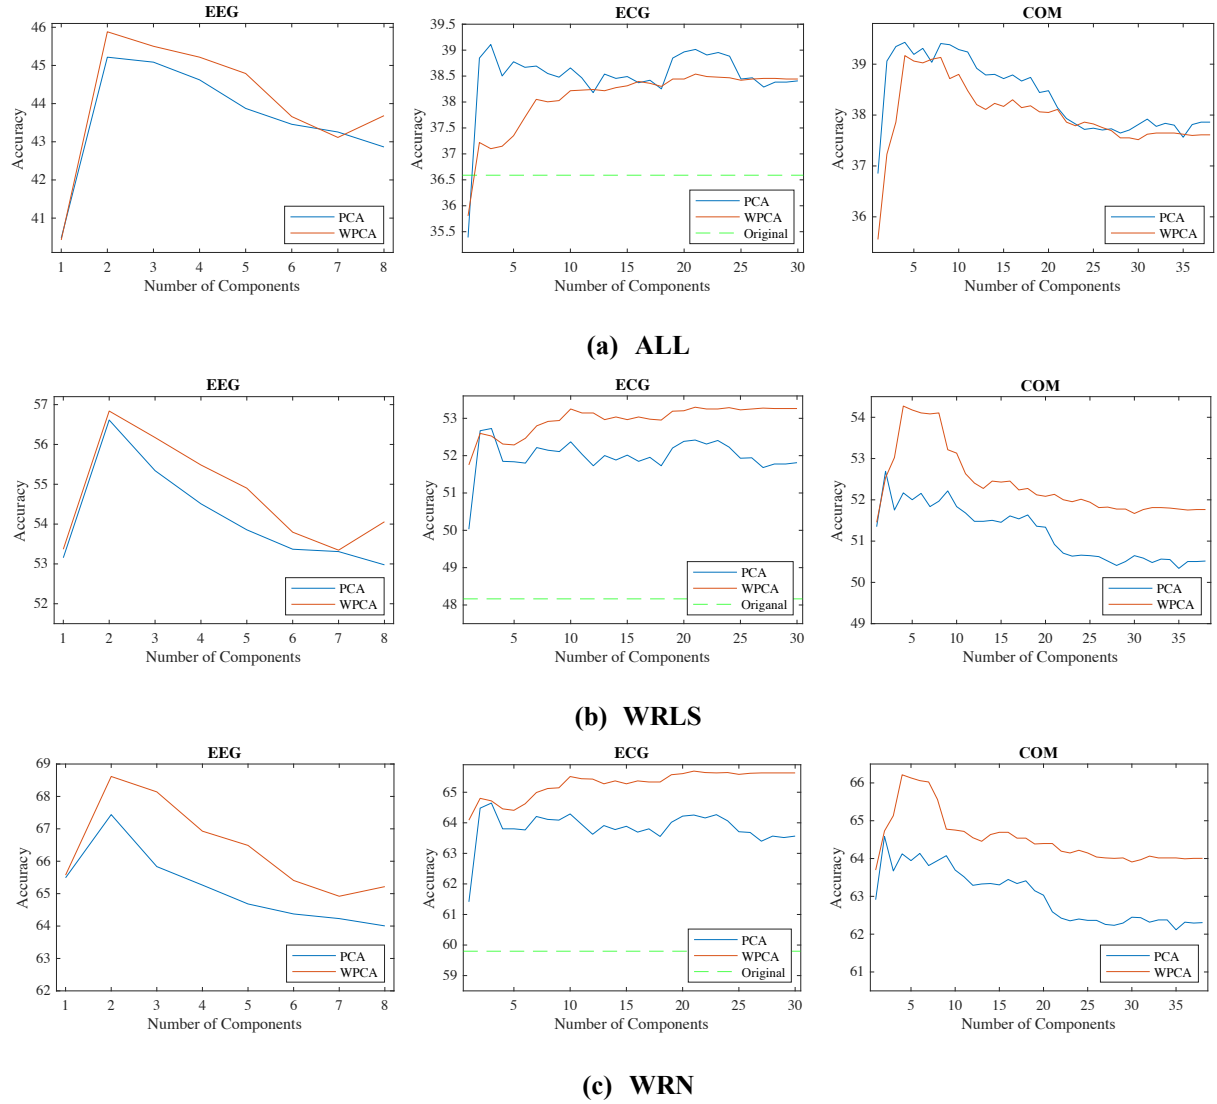 EEG
46
45
44
43
42
41
Accuracy
1 2 3 4 5 6 7 8
Number of Components
PCA
WPCA
ECG
39.5
39
38.5
38
37.5
37
36.5
36
35.5
Accuracy
5 10 15 20 25 30
Number of Components
PCA
WPCA
Original
COM
39
38
37
36
Accuracy
5 10 15 20 25 30 35
Number of Components
PCA
WPCA
(a) ALL
EEG
57
56
55
54
53
52
Accuracy
1 2 3 4 5 6 7 8
Number of Components
PCA
WPCA
ECG
53
52
51
50
49
48
Accuracy
5 10 15 20 25 30
Number of Components
PCA
WPCA
Origanal
COM
54
53
52
51
50
49
Accuracy
5 10 15 20 25 30 35
Number of Components
PCA
WPCA
(b) WRLS
EEG
69
68
67
66
65
64
63
62
Accuracy
1 2 3 4 5 6 7 8
Number of Components
PCA
WPCA
ECG
65
64
63
62
61
60
59
Accuracy
5 10 15 20 25 30
Number of Components
PCA
WPCA
Original
COM
66
65
64
63
62
61
Accuracy
5 10 15 20 25 30 35
Number of Components
PCA
WPCA
(c) WRN